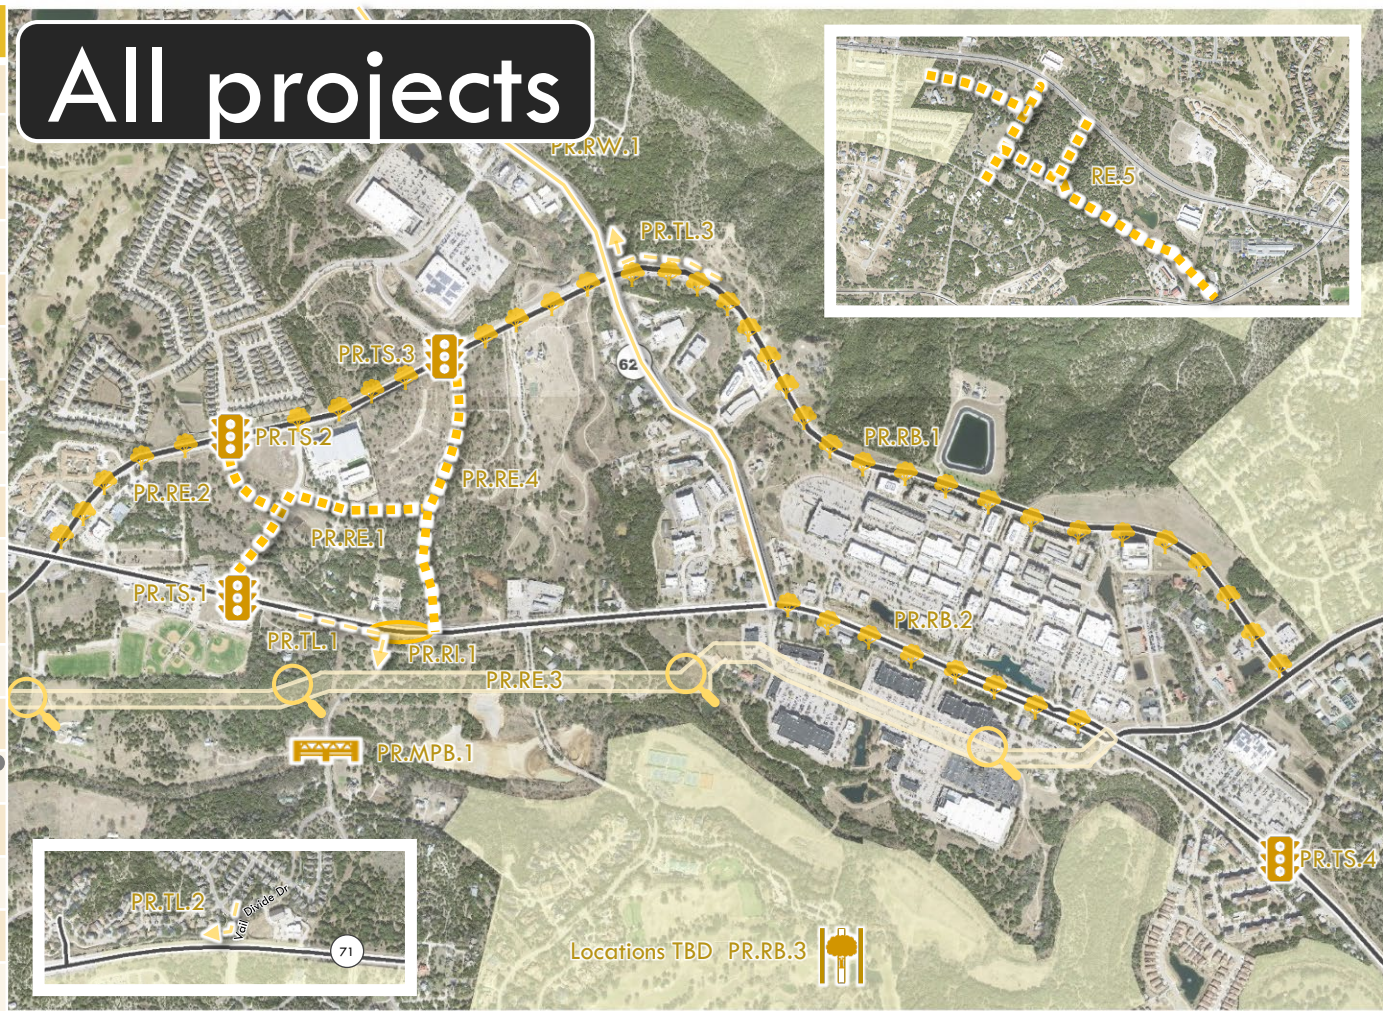 All projects
PR.RW.1
RE.5
PR.TL.3
PR.TS.3
62
PR.TS.2
PR.RB.1
PR.RE.2
PR.RE.4
PR.RE.1
PR.TS.1
PR.RB.2
PR.TL.1
PR.RI.1
PR.RE.3
PR.MPB.1
PR.TS.4
PR.TL.2
Vail Divide Dr
71
Locations TBD PR.RB.3